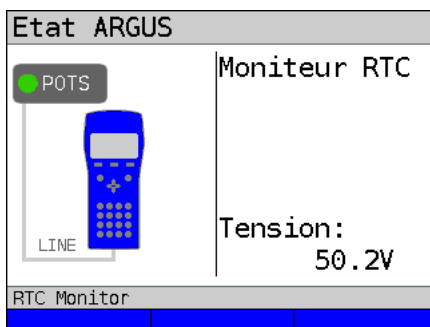 Etat ARGUS
POTS
Moniteur RTC
LINE
Tension:
50.2V
RTC Monitor